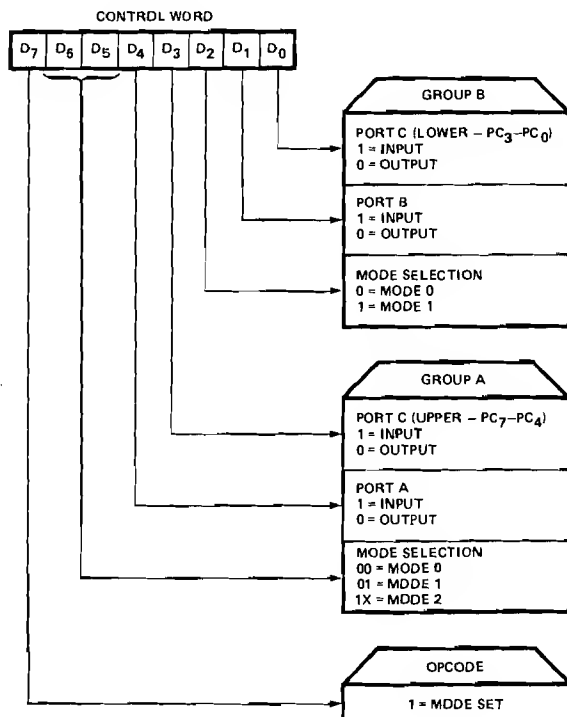 CONTROL WORD
D7 D6 D5 D4 D3 D2 D1 D0
GROUP B
PORT C (LOWER – PC3–PC0)
1 = INPUT
0 = OUTPUT
PORT B
1 = INPUT
0 = OUTPUT
MODE SELECTION
0 = MODE 0
1 = MODE 1
GROUP A
PORT C (UPPER – PC7–PC4)
1 = INPUT
0 = OUTPUT
PORT A
1 = INPUT
0 = OUTPUT
MODE SELECTION
00 = MODE 0
01 = MODE 1
1X = MODE 2
OPCODE
1 = MODE SET